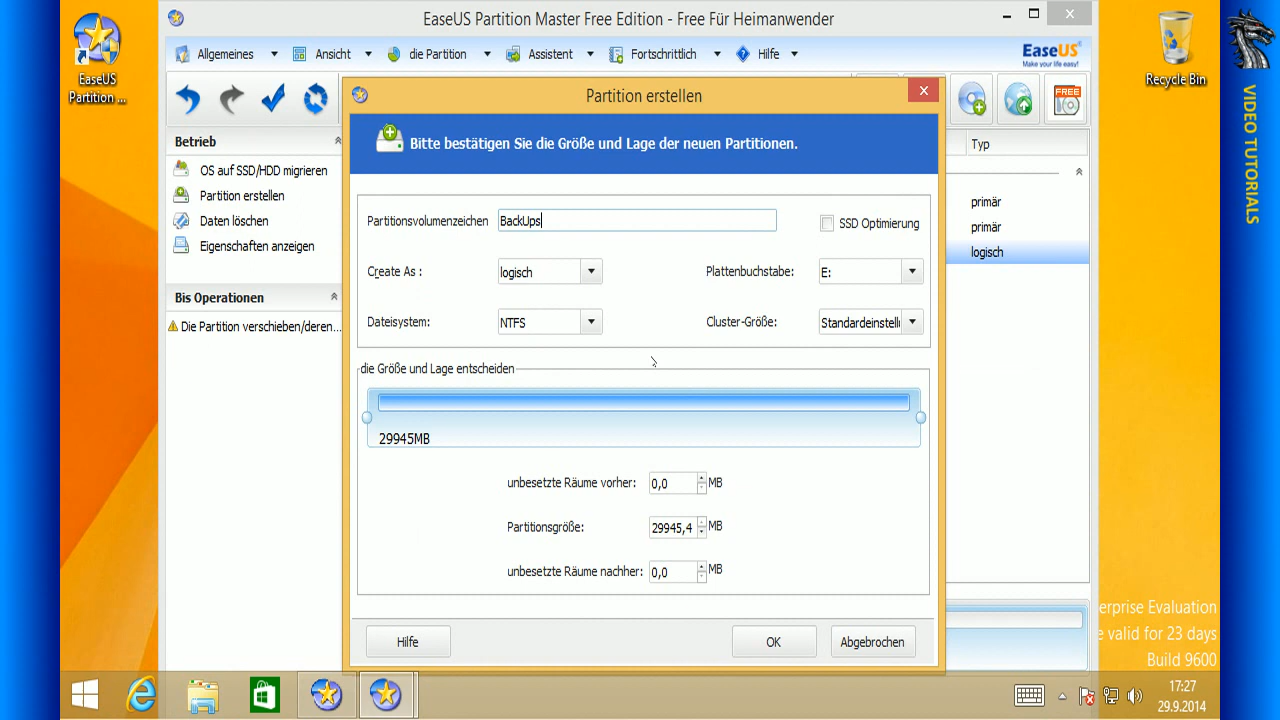 EaseUS Partition Master Free Edition - Free Für Heimanwender
EaseUS
Partition ...
Recycle Bin
VIDEO TUTORIALS
Allgemeines
Ansicht
die Partition
Assistent
Fortschrittlich
Hilfe
EaseUS
Make your life easy!
FREE
Betrieb
OS auf SSD/HDD migrieren
Partition erstellen
Daten löschen
Eigenschaften anzeigen
Bis Operationen
Die Partition verschieben/deren...
Typ
primär
primär
logisch
Partition erstellen
Bitte bestätigen Sie die Größe und Lage der neuen Partitionen.
Partitionsvolumenzeichen
BackUps
SSD Optimierung
Create As :
logisch
Plattenbuchstabe:
E:
Dateisystem:
NTFS
Cluster-Größe:
Standardeinstell
die Größe und Lage entscheiden
29945MB
unbesetzte Räume vorher:
0,0
MB
Partitionsgröße:
29945,4
MB
unbesetzte Räume nachher:
0,0
MB
Hilfe
OK
Abgebrochen
erprise Evaluation
e valid for 23 days
Build 9600
17:27
29.9.2014